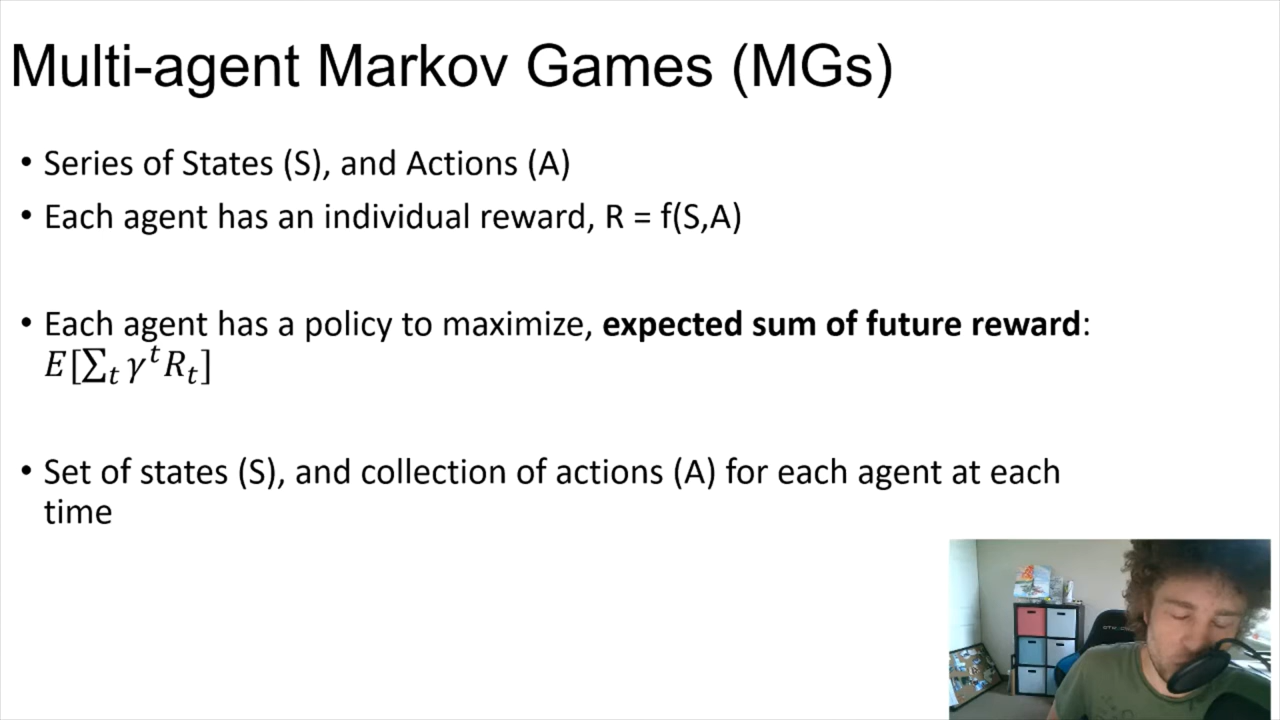 Multi-agent Markov Games (MGs)
• Series of States (S), and Actions (A)
• Each agent has an individual reward, R = f(S,A)
• Each agent has a policy to maximize, expected sum of future reward:
E[∑ₜ γᵗRₜ]
• Set of states (S), and collection of actions (A) for each agent at each
time